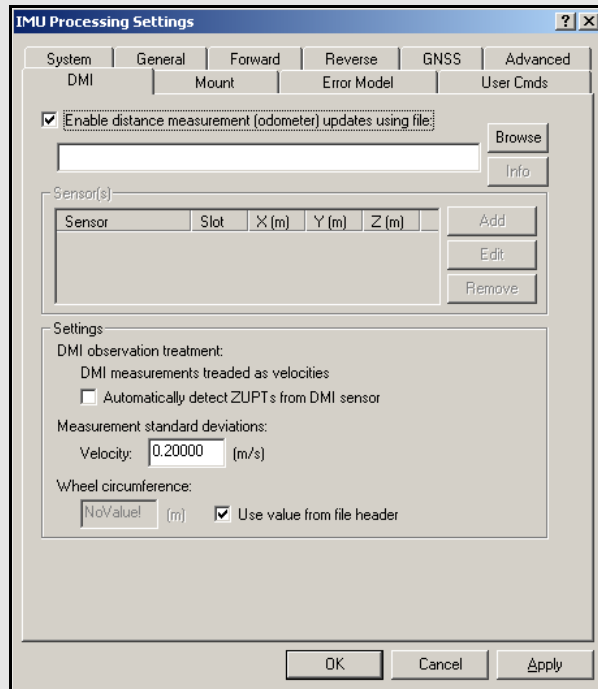 IMU Processing Settings
System General Forward Reverse GNSS Advanced
DMI Mount Error Model User Cmds
Enable distance measurement (odometer) updates using file:
Browse
Info
Sensor(s)
Sensor Slot X (m) Y (m) Z (m)
Add
Edit
Remove
Settings
DMI observation treatment:
DMI measurements treaded as velocities
Automatically detect ZUPTs from DMI sensor
Measurement standard deviations:
Velocity: 0.20000 (m/s)
Wheel circumference:
NoValue! (m) Use value from file header
OK Cancel Apply